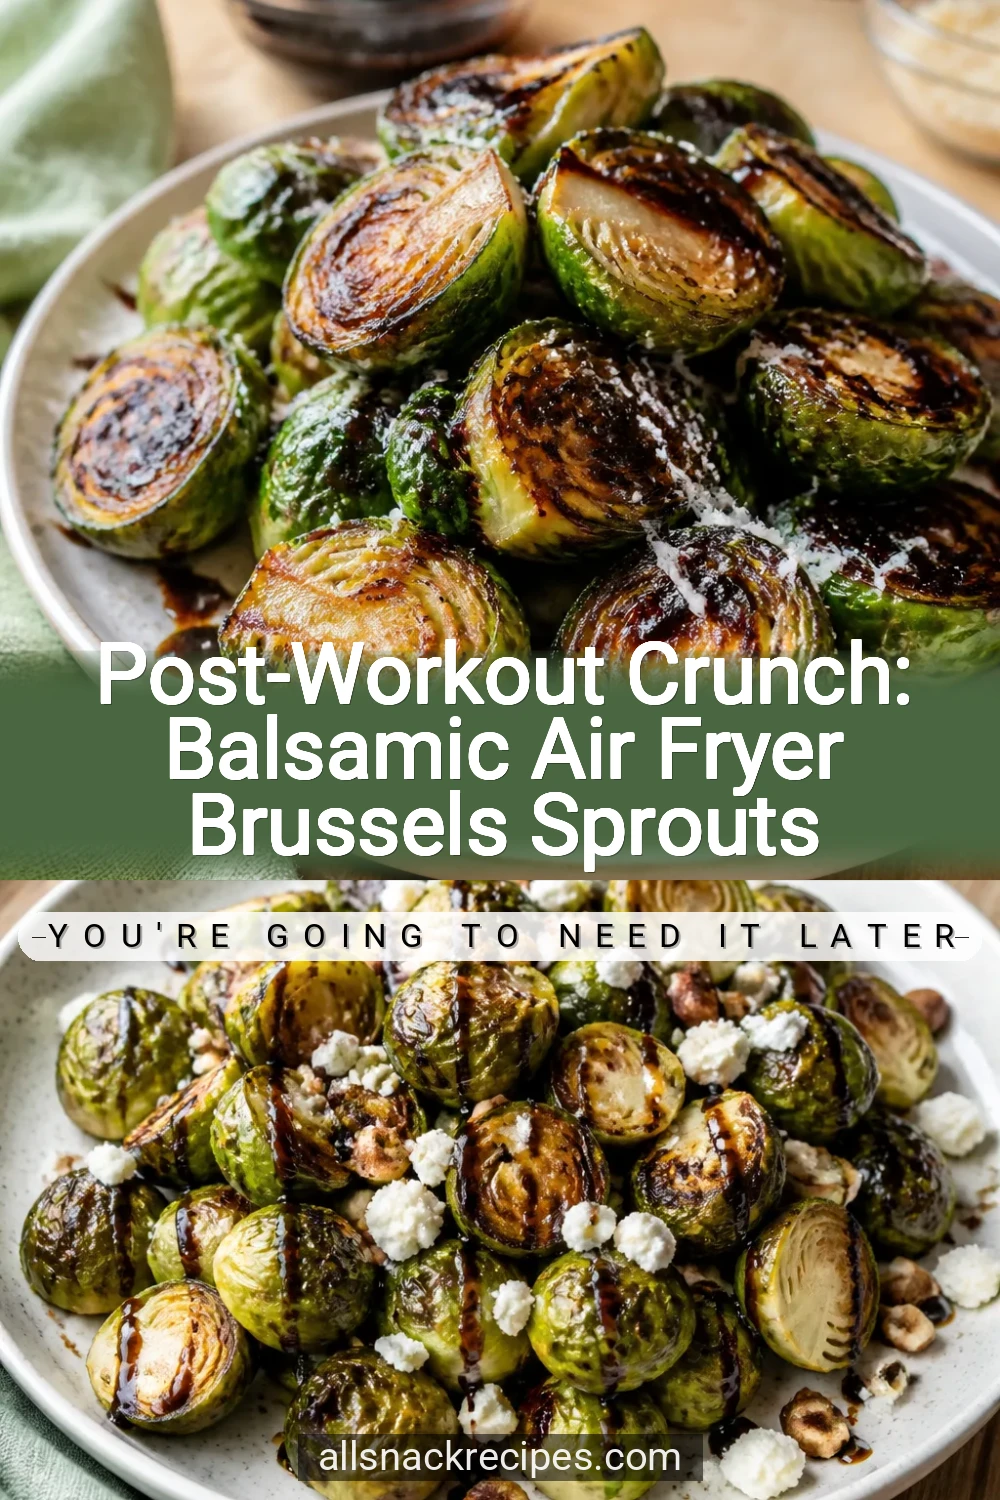 Post-Workout Crunch:
Balsamic Air Fryer
Brussels Sprouts
YOU'RE GOING TO NEED IT LATER
allsnackrecipes.com